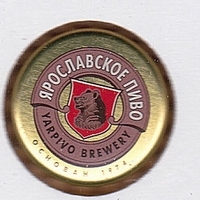 ЯРОСЛАВСКОЕ ПИВО
YARPIVO BREWERY
ОСНОВАН 1974